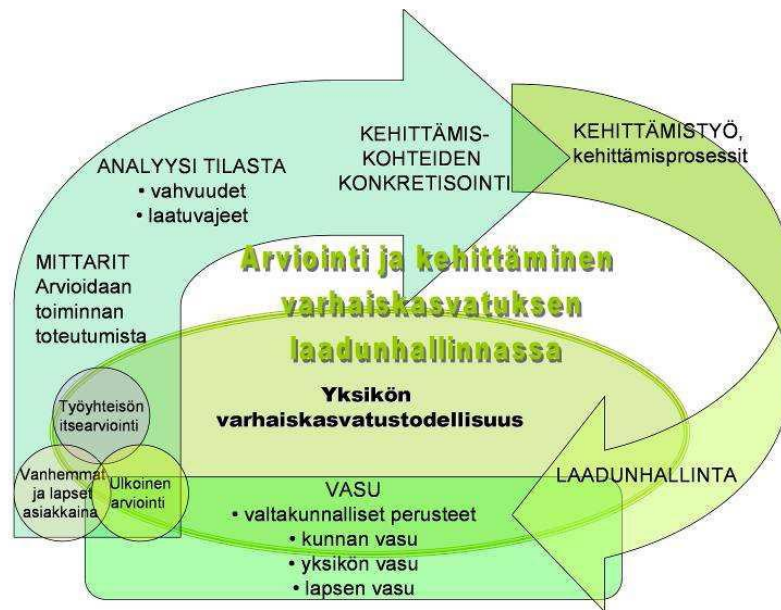 KEHITTÄMIS-
KOHTEIDEN
KONKRETISOINTI
KEHITTÄMISTYÖ,
kehittämisprosessit
ANALYYSI TILASTA
• vahvuudet
• laatuvajeet
MITTARIT
Arvioidaan
toiminnan
toteutumista
Arviointi ja kehittäminen
varhaiskasvatuksen
laadunhallinnassa
Yksikön
varhaiskasvatustodellisuus
Työyhteisön
itsearviointi
Vanhemmat
ja lapset
asiakkaina
Ulkoinen
arviointi
LAADUNHALLINTA
VASU
• valtakunnalliset perusteet
• kunnan vasu
• yksikön vasu
• lapsen vasu